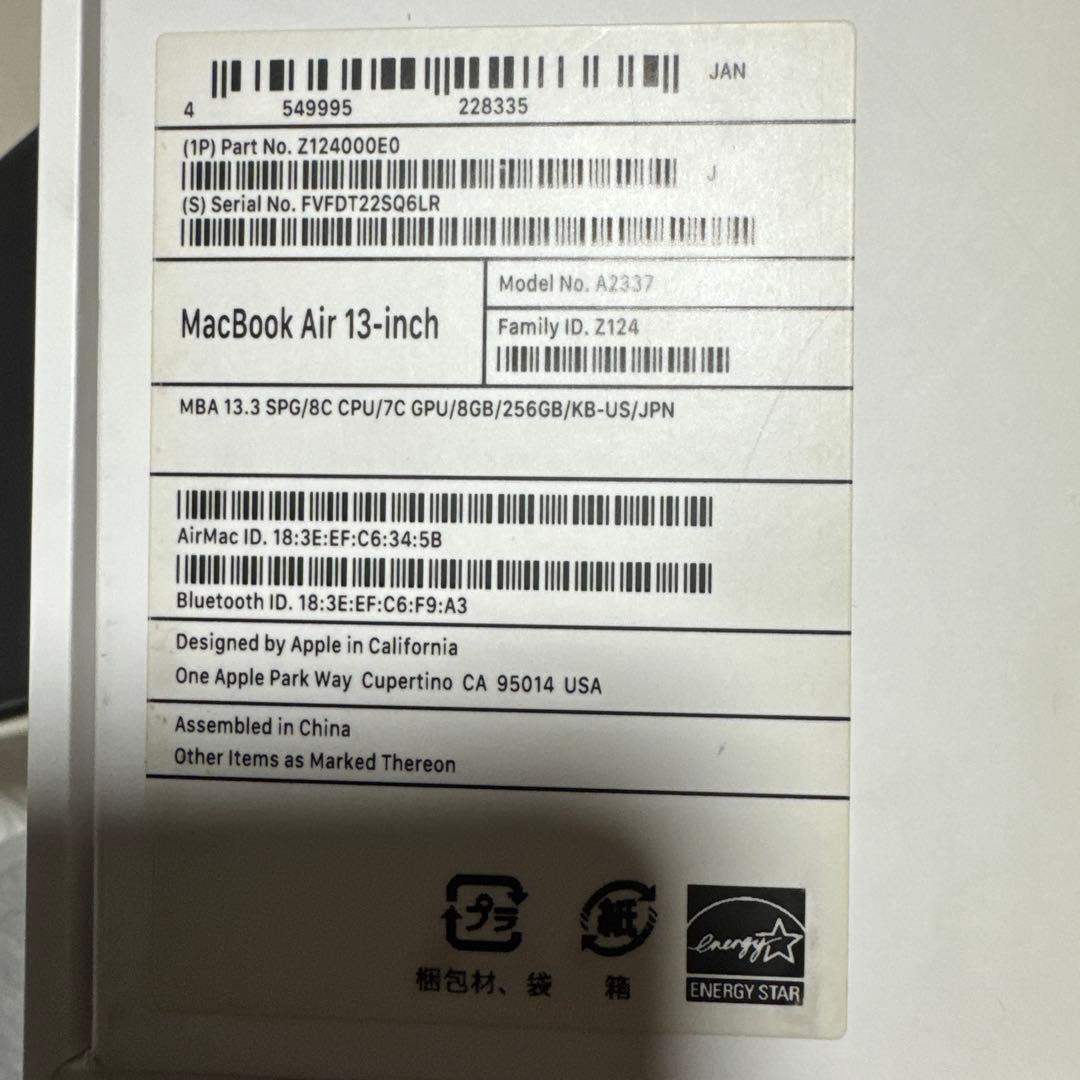 JAN
4 549995 228335
(1P) Part No. Z124000E0
J
(S) Serial No. FVFDT22SQ6LR
MacBook Air 13-inch
Model No. A2337
Family ID. Z124
MBA 13.3 SPG/8C CPU/7C GPU/8GB/256GB/KB-US/JPN
AirMac ID. 18:3E:EF:C6:34:5B
Bluetooth ID. 18:3E:EF:C6:F9:A3
Designed by Apple in California
One Apple Park Way Cupertino CA 95014 USA
Assembled in China
Other Items as Marked Thereon
プラ
紙
energy
梱包材、袋
箱
ENERGY STAR